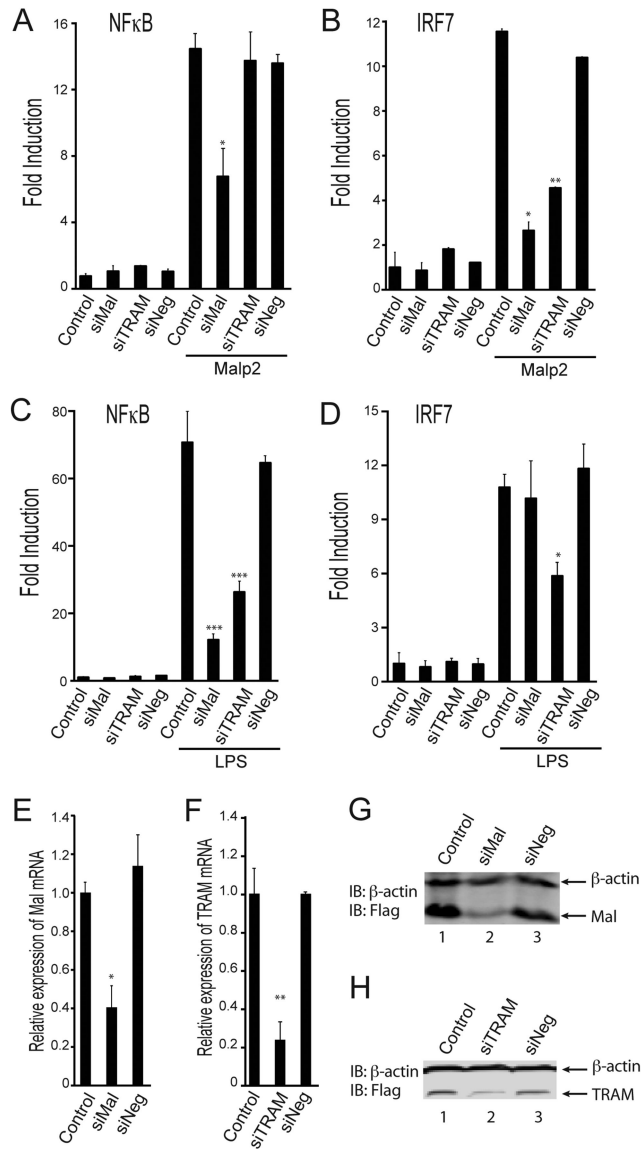 A
NFκB
Fold Induction
16
12
8
4
0
Control
siMal
siTRAM
siNeg
Control
siMal
siTRAM
siNeg
*
Malp2
B
IRF7
Fold Induction
12
10
8
6
4
2
0
Control
siMal
siTRAM
siNeg
Control
siMal
siTRAM
siNeg
*
**
Malp2
C
NFκB
Fold Induction
80
60
40
20
0
Control
siMal
siTRAM
siNeg
Control
siMal
siTRAM
siNeg
***
***
LPS
D
IRF7
Fold Induction
15
12
9
6
3
0
Control
siMal
siTRAM
siNeg
Control
siMal
siTRAM
siNeg
*
LPS
E
Relative expression of Mal mRNA
1.4
1.2
1.0
0.8
0.6
0.4
0.2
0
*
Control
siMal
siNeg
F
Relative expression of TRAM mRNA
1.4
1.2
1.0
0.8
0.6
0.4
0.2
0
**
Control
siTRAM
siNeg
G
Control
siMal
siNeg
IB: β-actin
IB: Flag
β-actin
Mal
1 2 3
H
Control
siTRAM
siNeg
IB: β-actin
IB: Flag
β-actin
TRAM
1 2 3